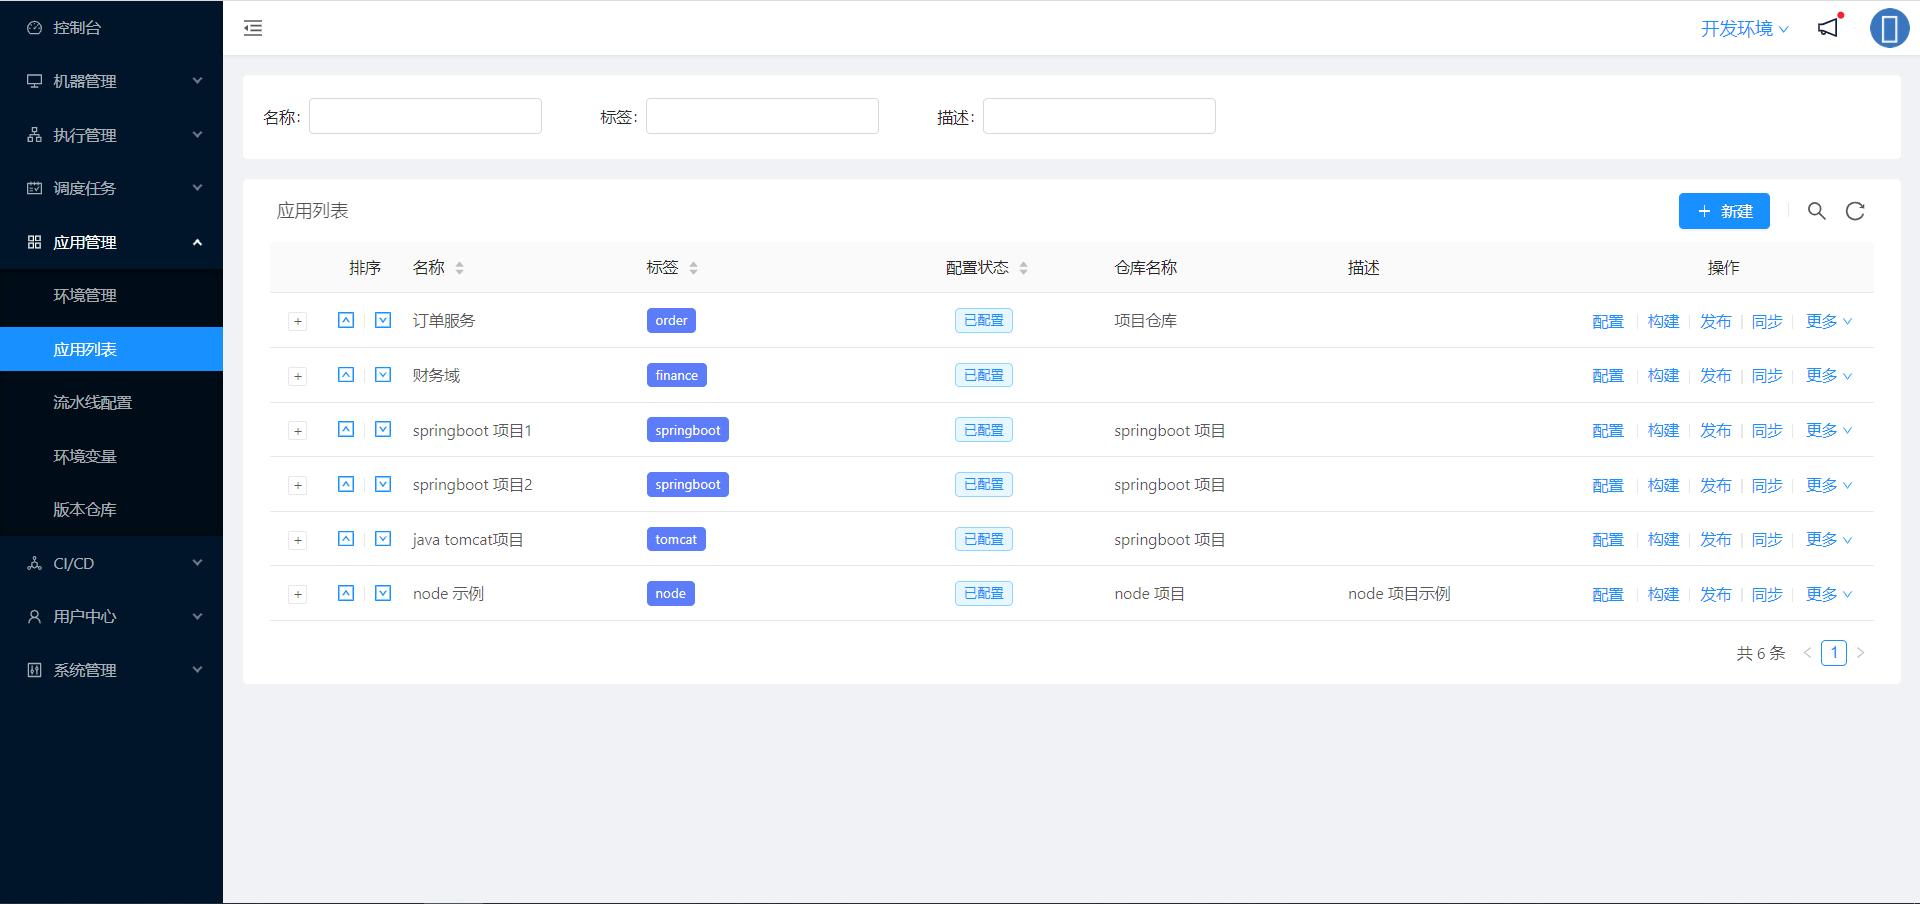 控制台
机器管理
执行管理
调度任务
应用管理
环境管理
应用列表
流水线配置
环境变量
版本仓库
CI/CD
用户中心
系统管理
开发环境
名称:
标签:
描述:
应用列表
+ 新建
排序 名称 标签 配置状态 仓库名称 描述 操作
+ 订单服务 order 已配置 项目仓库 配置 构建 发布 同步 更多
+ 财务域 finance 已配置 配置 构建 发布 同步 更多
+ springboot 项目1 springboot 已配置 springboot 项目 配置 构建 发布 同步 更多
+ springboot 项目2 springboot 已配置 springboot 项目 配置 构建 发布 同步 更多
+ java tomcat项目 tomcat 已配置 springboot 项目 配置 构建 发布 同步 更多
+ node 示例 node 已配置 node 项目 node 项目示例 配置 构建 发布 同步 更多
共 6 条 < 1 >